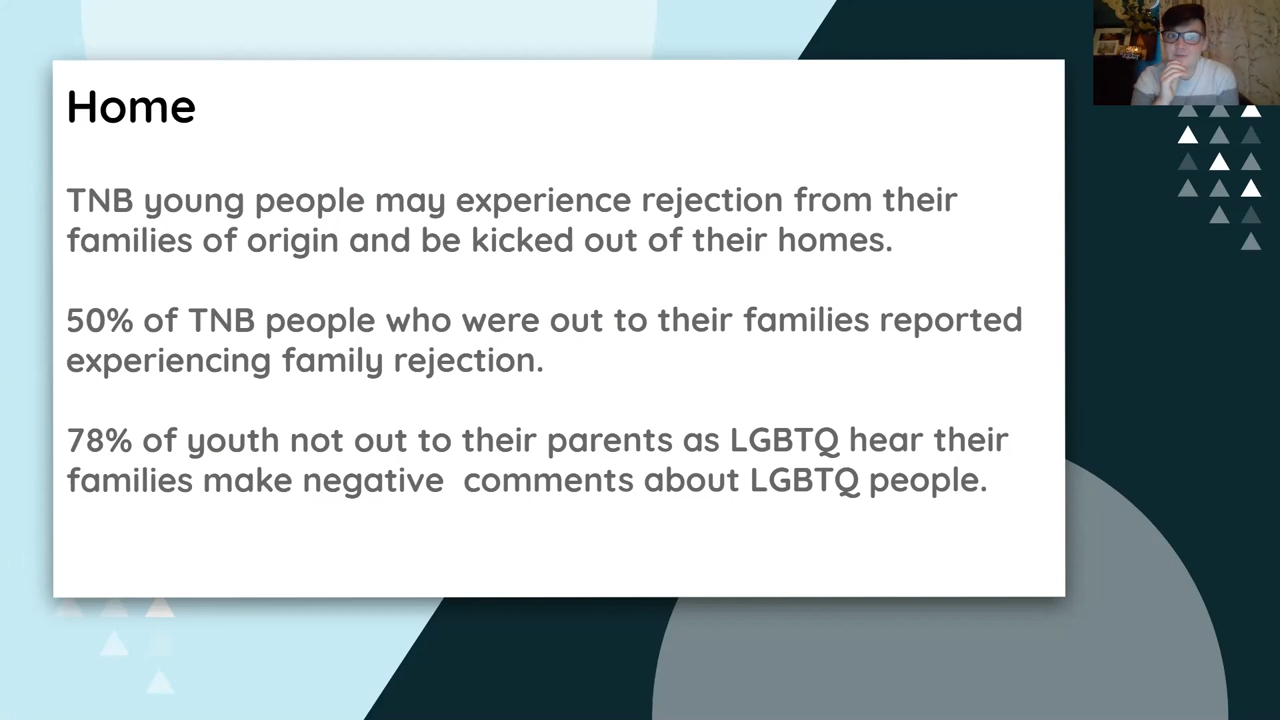 Home
TNB young people may experience rejection from their
families of origin and be kicked out of their homes.
50% of TNB people who were out to their families reported
experiencing family rejection.
78% of youth not out to their parents as LGBTQ hear their
families make negative  comments about LGBTQ people.